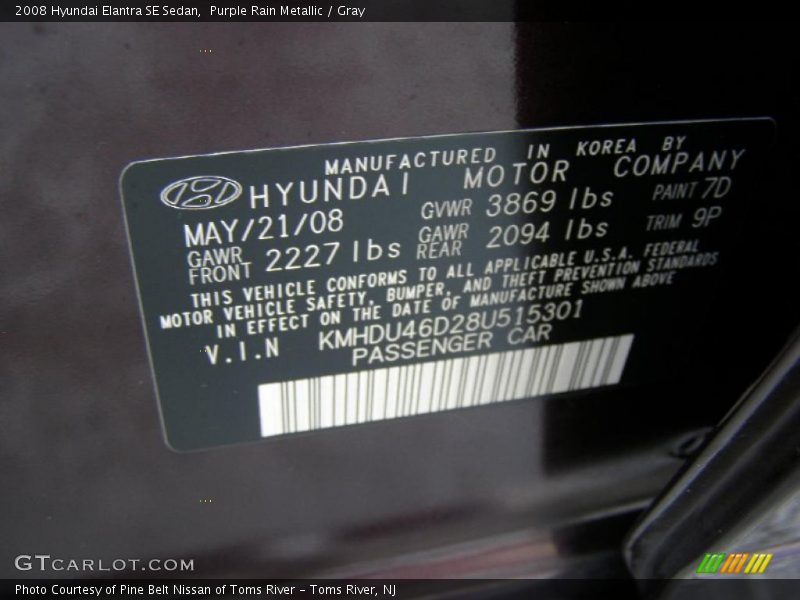 2008 Hyundai Elantra SE Sedan,  Purple Rain Metallic / Gray
MANUFACTURED IN KOREA BY
HYUNDAI MOTOR COMPANY
MAY/21/08 GVWR 3869 lbs PAINT 7D
GAWR FRONT 2227 lbs GAWR REAR 2094 lbs TRIM 9P
THIS VEHICLE CONFORMS TO ALL APPLICABLE U.S.A. FEDERAL
MOTOR VEHICLE SAFETY, BUMPER, AND THEFT PREVENTION STANDARDS
IN EFFECT ON THE DATE OF MANUFACTURE SHOWN ABOVE
V.I.N KMHDU46D28U515301
PASSENGER CAR
GTCARLOT.COM
Photo Courtesy of Pine Belt Nissan of Toms River – Toms River, NJ